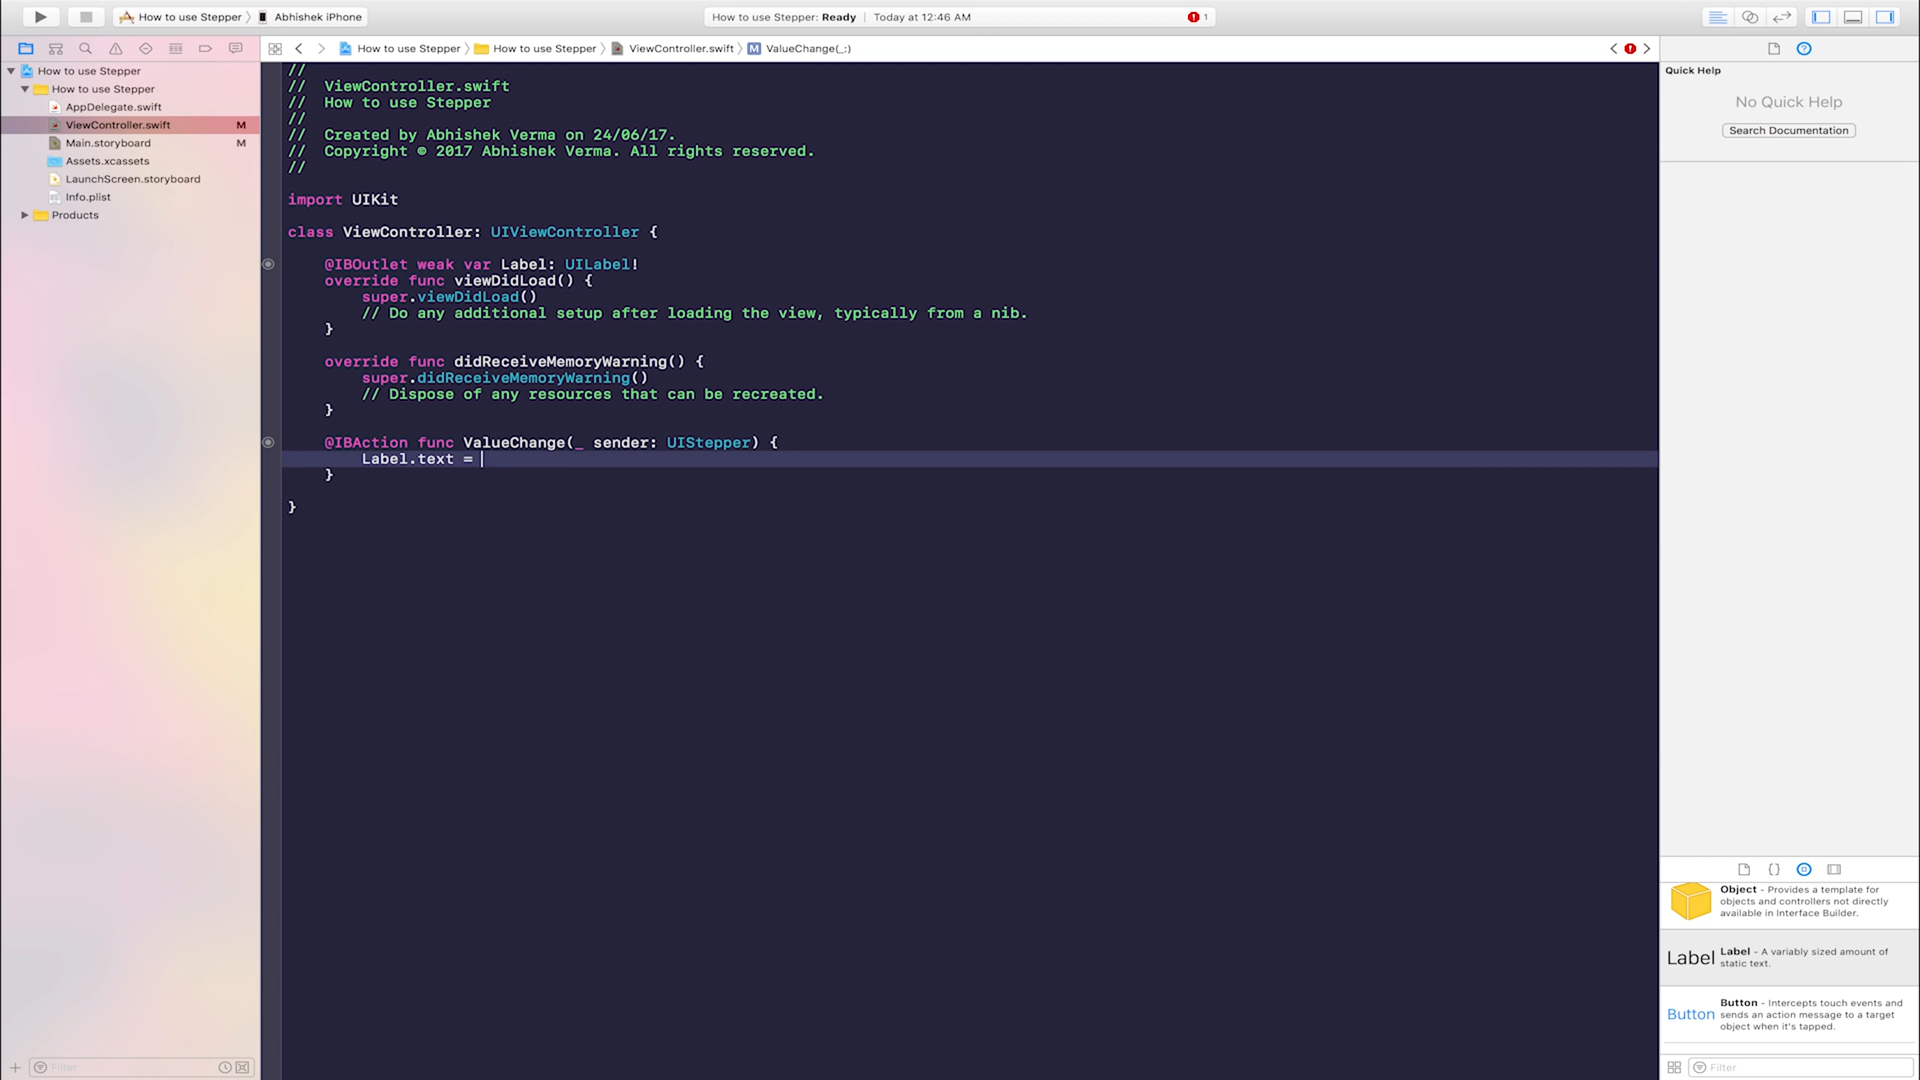 How to use Stepper
Abhishek iPhone
How to use Stepper: Ready
Today at 12:46 AM
1
How to use Stepper
How to use Stepper
ViewController.swift
ValueChange(_:)
How to use Stepper
How to use Stepper
AppDelegate.swift
ViewController.swift M
Main.storyboard M
Assets.xcassets
LaunchScreen.storyboard
Info.plist
Products
Filter
//
// ViewController.swift
// How to use Stepper
//
// Created by Abhishek Verma on 24/06/17.
// Copyright © 2017 Abhishek Verma. All rights reserved.
//
import UIKit
class ViewController: UIViewController {
@IBOutlet weak var Label: UILabel!
override func viewDidLoad() {
super.viewDidLoad()
// Do any additional setup after loading the view, typically from a nib.
}
override func didReceiveMemoryWarning() {
super.didReceiveMemoryWarning()
// Dispose of any resources that can be recreated.
}
@IBAction func ValueChange(_ sender: UIStepper) {
Label.text =
}
}
Quick Help
No Quick Help
Search Documentation
Object - Provides a template for
objects and controllers not directly
available in Interface Builder.
Label
Label - A variably sized amount of
static text.
Button
Button - Intercepts touch events and
sends an action message to a target
object when it's tapped.
Filter